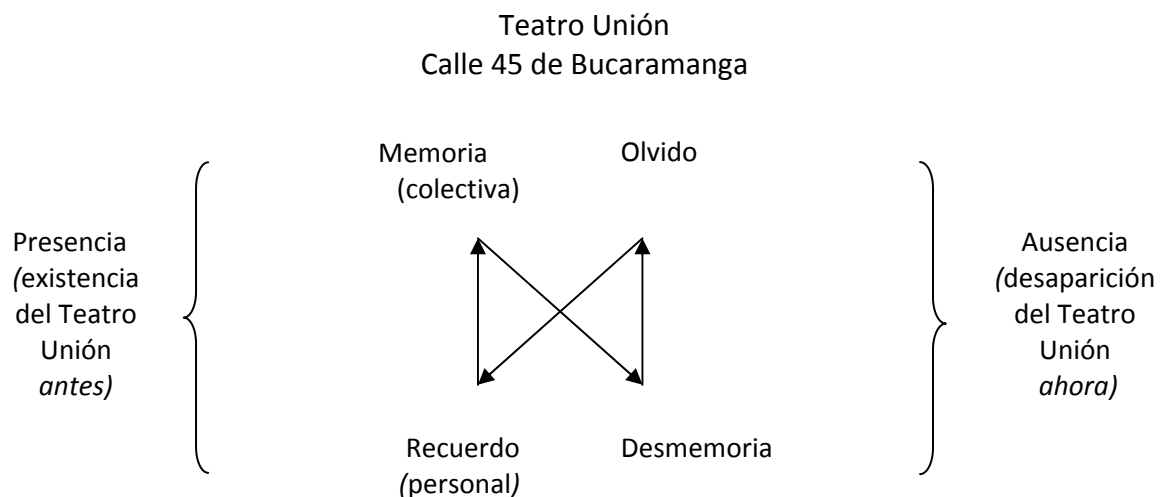 Teatro Unión
Calle 45 de Bucaramanga
Memoria
(colectiva)
Olvido
Presencia
(existencia
del Teatro
Unión
antes)
Ausencia
(desaparición
del Teatro
Unión
ahora)
Recuerdo
(personal)
Desmemoria